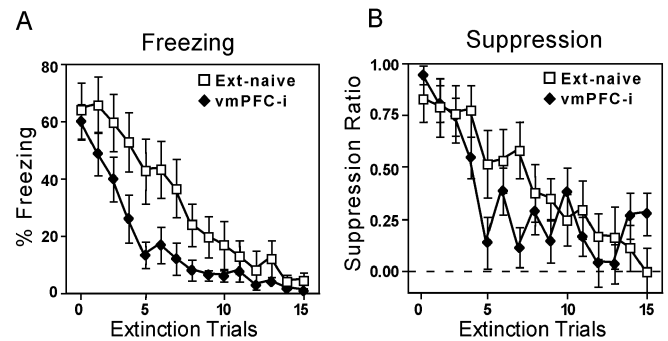 A
Freezing
80
60
40
20
0
% Freezing
Ext-naive
vmPFC-i
0 5 10 15
Extinction Trials
B
Suppression
1.00
0.75
0.50
0.25
0.00
Suppression Ratio
Ext-naive
vmPFC-i
0 5 10 15
Extinction Trials